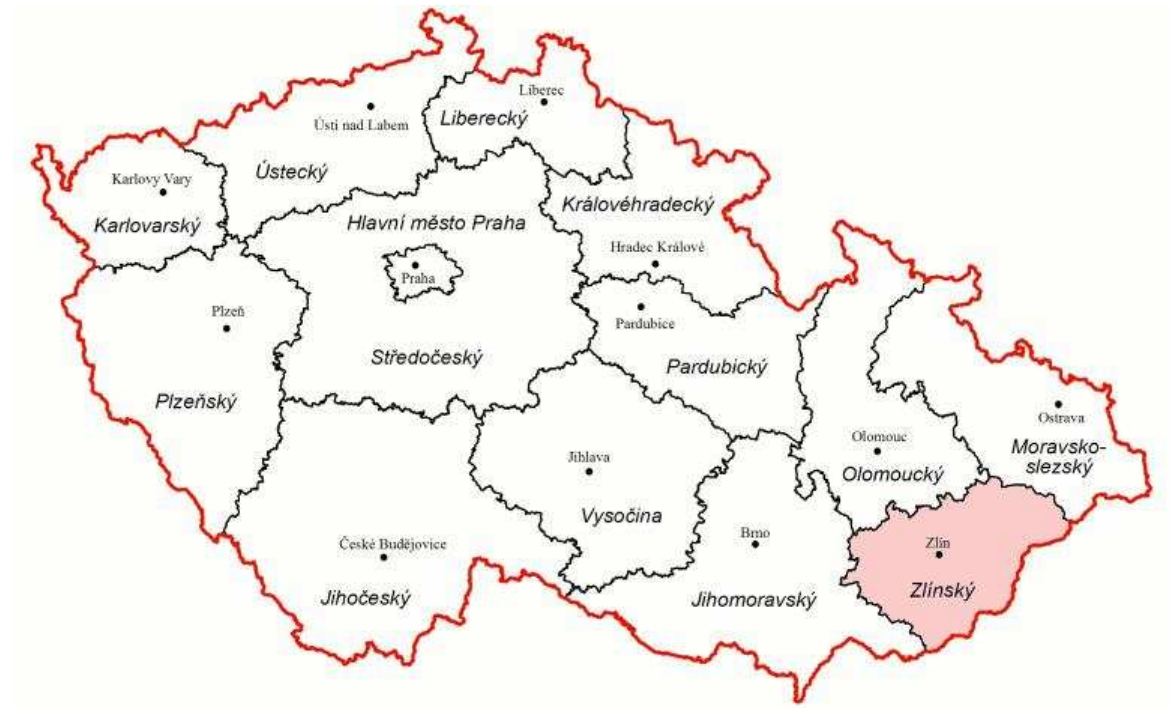 Liberec
Liberecký
Ústí nad Labem
Ústecký
Karlovy Vary
Karlovarský
Hlavní město Praha
Praha
Královéhradecký
Hradec Králové
Plzeň
Plzeňský
Středočeský
Pardubice
Pardubický
Ostrava
Moravsko-
slezský
Olomouc
Olomoucký
Jihlava
Vysočina
České Budějovice
Jihočeský
Brno
Jihomoravský
Zlín
Zlínský